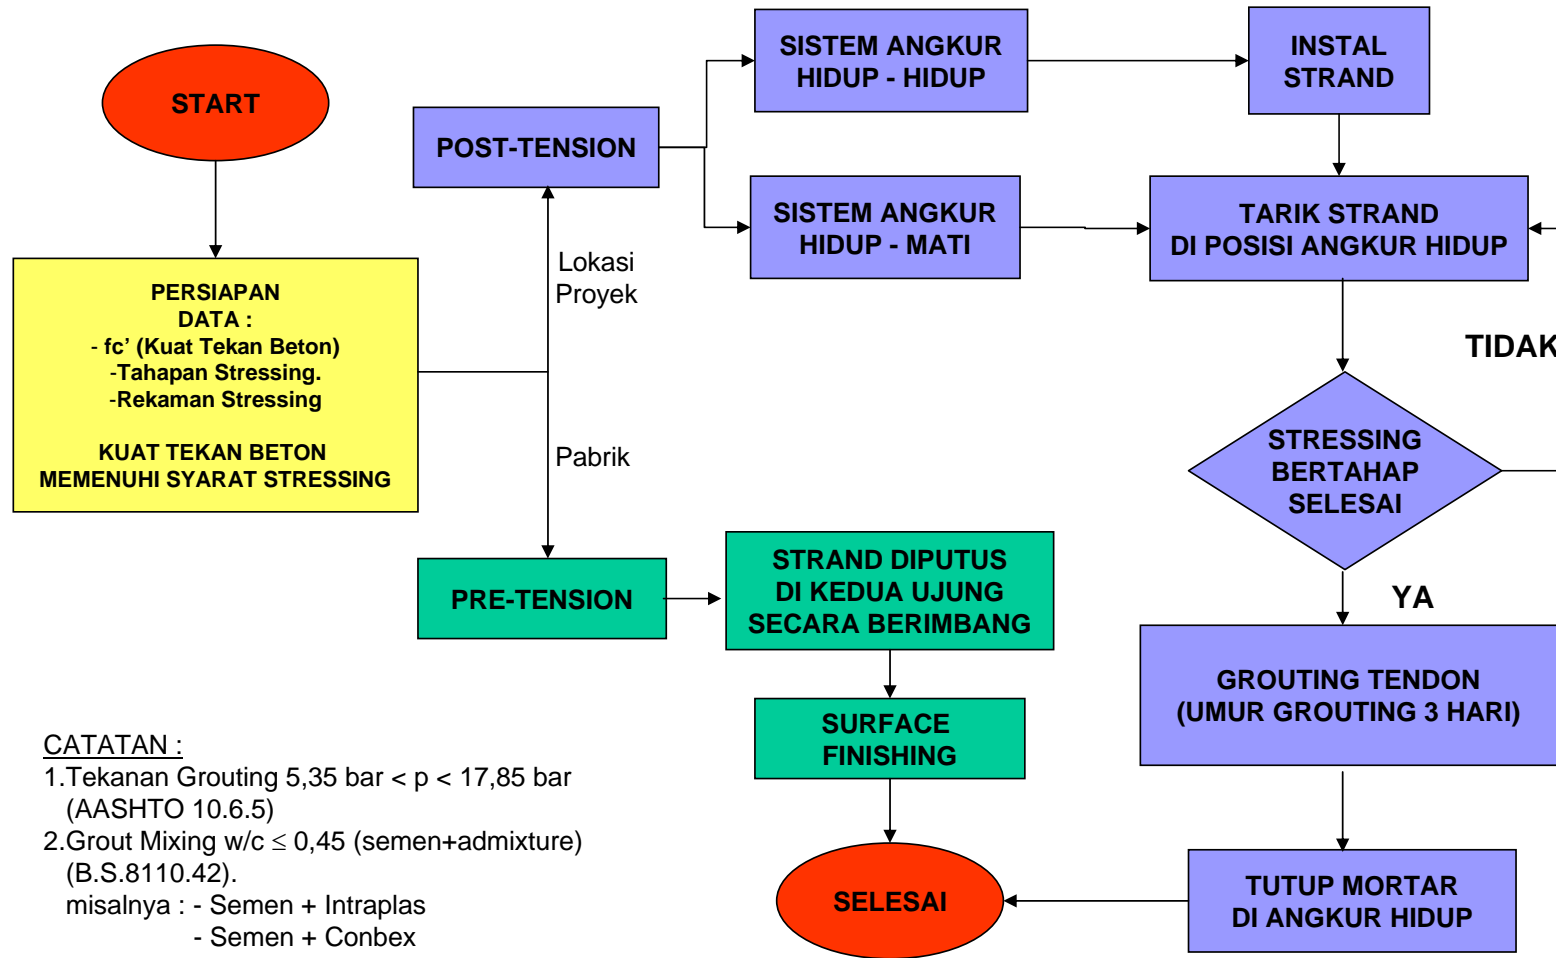 START
PERSIAPAN
DATA :
- fc’ (Kuat Tekan Beton)
-Tahapan Stressing.
-Rekaman Stressing
KUAT TEKAN BETON
MEMENUHI SYARAT STRESSING
POST-TENSION
Lokasi
Proyek
Pabrik
PRE-TENSION
SISTEM ANGKUR
HIDUP - HIDUP
SISTEM ANGKUR
HIDUP - MATI
INSTAL
STRAND
TARIK STRAND
DI POSISI ANGKUR HIDUP
TIDAK
STRESSING
BERTAHAP
SELESAI
YA
GROUTING TENDON
(UMUR GROUTING 3 HARI)
TUTUP MORTAR
DI ANGKUR HIDUP
STRAND DIPUTUS
DI KEDUA UJUNG
SECARA BERIMBANG
SURFACE
FINISHING
SELESAI
CATATAN :
1.Tekanan Grouting 5,35 bar < p < 17,85 bar
(AASHTO 10.6.5)
2.Grout Mixing w/c ≤ 0,45 (semen+admixture)
(B.S.8110.42).
misalnya : - Semen + Intraplas
- Semen + Conbex